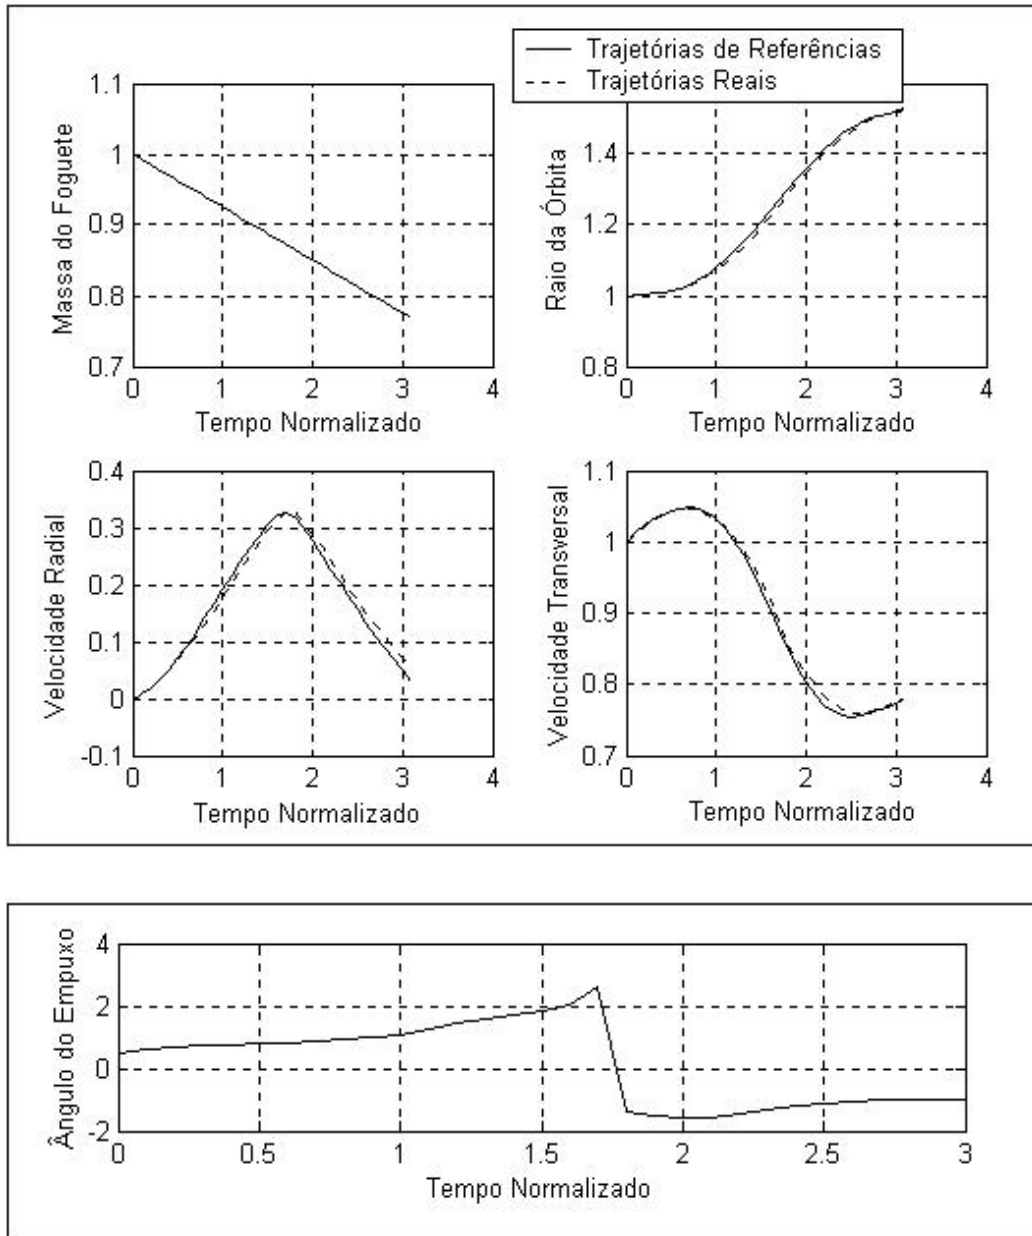 Trajetórias de Referências
Trajetórias Reais
1.1
1
0.9
0.8
0.7
0 1 2 3 4
Massa do Foguete
Tempo Normalizado
1.4
1.2
1
0.8
0 1 2 3 4
Raio da Órbita
Tempo Normalizado
0.4
0.3
0.2
0.1
0
-0.1
0 1 2 3 4
Velocidade Radial
Tempo Normalizado
1.1
1
0.9
0.8
0.7
0 1 2 3 4
Velocidade Transversal
Tempo Normalizado
4
2
0
-2
0 0.5 1 1.5 2 2.5 3
Ângulo do Empuxo
Tempo Normalizado